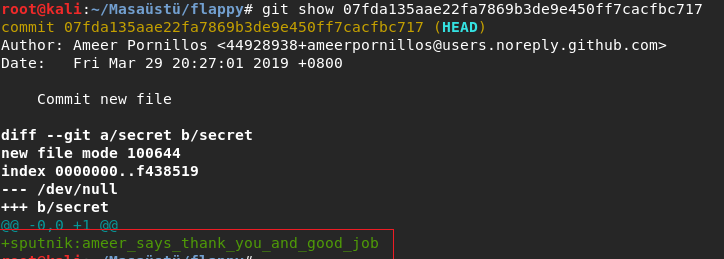 root@kali:~/Masaüstü/flappy# git show 07fda135aae22fa7869b3de9e450ff7cacfbc717
commit 07fda135aae22fa7869b3de9e450ff7cacfbc717 (HEAD)
Author: Ameer Pornillos <44928938+ameerpornillos@users.noreply.github.com>
Date:   Fri Mar 29 20:27:01 2019 +0800
    Commit new file
diff --git a/secret b/secret
new file mode 100644
index 0000000..f438519
--- /dev/null
+++ b/secret
@@ -0,0 +1 @@
+sputnik:ameer_says_thank_you_and_good_job
root@kali:~/Masaüstü/flappy#